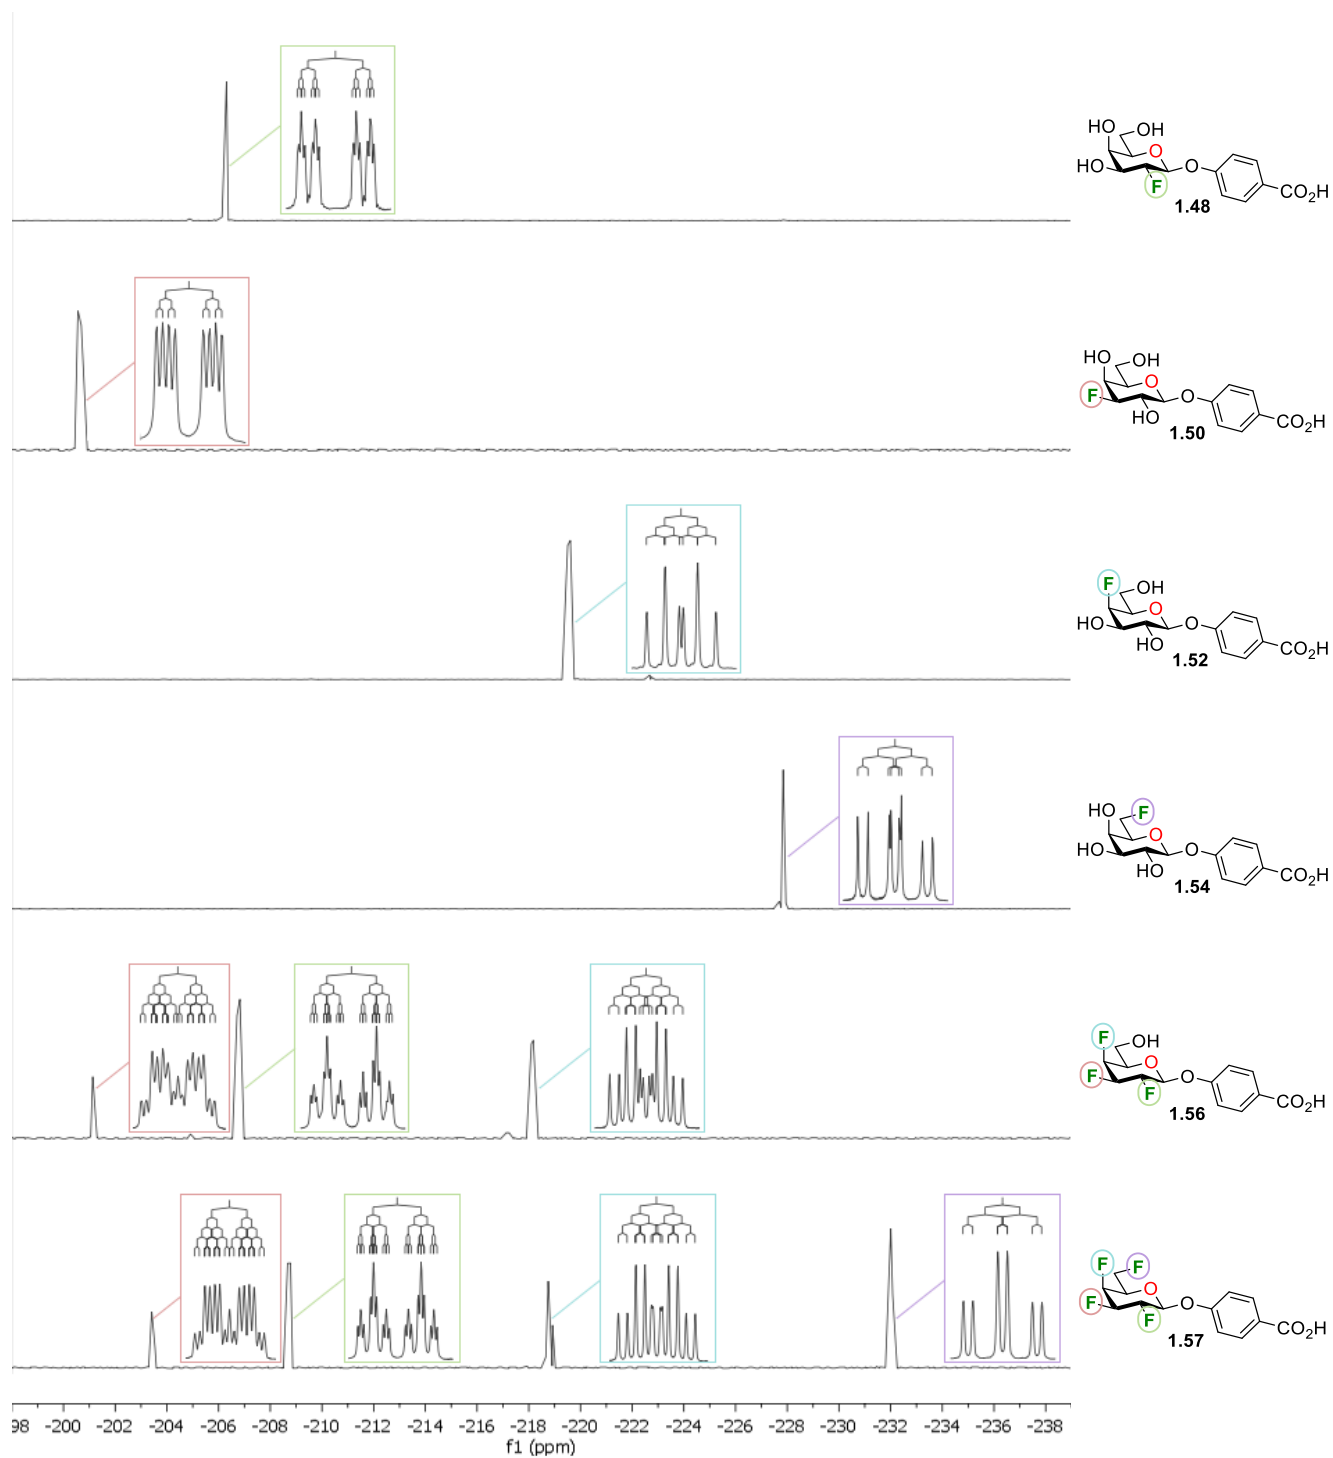 HO OH
O
HO O
F CO2H
1.48
HO OH
O
F O
HO CO2H
1.50
F OH
O
HO O
HO CO2H
1.52
HO F
O
HO O
HO CO2H
1.54
F OH
O
F O
F CO2H
1.56
F F
O
F O
F CO2H
1.57
98 -200 -202 -204 -206 -208 -210 -212 -214 -216 -218 -220 -222 -224 -226 -228 -230 -232 -234 -236 -238
f1 (ppm)